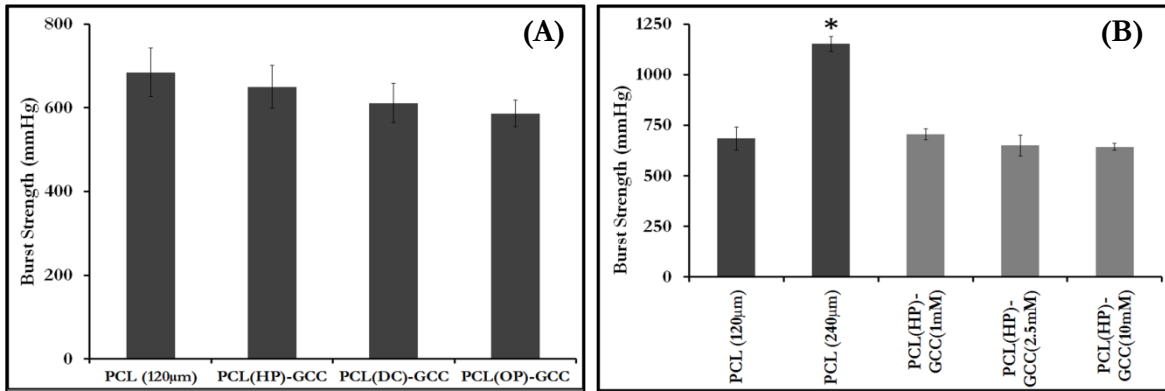 (A)
Burst Strength (mmHg)
800
600
400
200
0
PCL (120µm)
PCL(HP)-GCC
PCL(DC)-GCC
PCL(OP)-GCC
(B)
Burst Strength (mmHg)
1250
1000
750
500
250
0
*
PCL (120µm)
PCL (240µm)
PCL(HP)-
GCC(1mM)
PCL(HP)-
GCC(2.5mM)
PCL(HP)-
GCC(10mM)